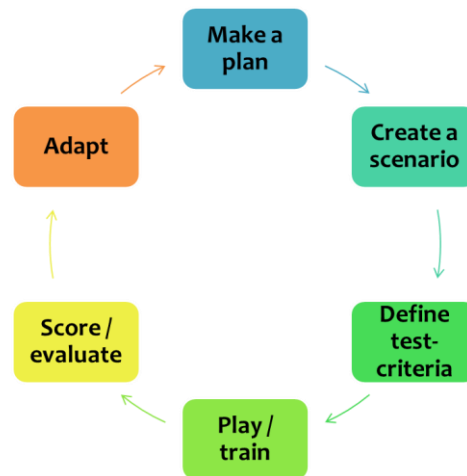 Make a
plan
Create a
scenario
Define
test-
criteria
Play /
train
Score /
evaluate
Adapt